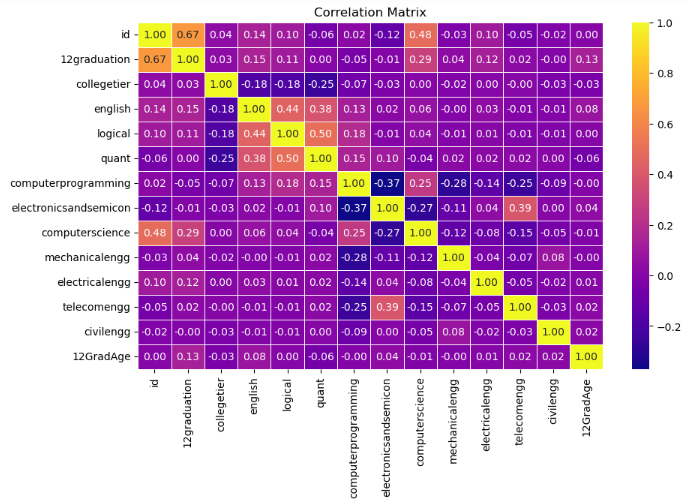 Correlation Matrix
id 1.00 0.67 0.04 0.14 0.10 -0.06 0.02 -0.12 0.48 -0.03 0.10 -0.05 -0.02 0.00
12graduation 0.67 1.00 0.03 0.15 0.11 0.00 -0.05 -0.01 0.29 0.04 0.12 0.02 -0.00 0.13
collegetier 0.04 0.03 1.00 -0.18 -0.18 -0.25 -0.07 -0.03 0.00 -0.02 0.00 -0.00 -0.03 -0.03
english 0.14 0.15 -0.18 1.00 0.44 0.38 0.13 0.02 0.06 -0.00 0.03 -0.01 -0.01 0.08
logical 0.10 0.11 -0.18 0.44 1.00 0.50 0.18 -0.01 0.04 -0.01 0.01 -0.01 -0.01 0.00
quant -0.06 0.00 -0.25 0.38 0.50 1.00 0.15 0.10 -0.04 0.02 0.02 0.02 0.00 -0.06
computerprogramming 0.02 -0.05 -0.07 0.13 0.18 0.15 1.00 -0.37 0.25 -0.28 -0.14 -0.25 -0.09 -0.00
electronicsandsemicon -0.12 -0.01 -0.03 0.02 -0.01 0.10 -0.37 1.00 -0.27 -0.11 0.04 0.39 0.00 0.04
computerscience 0.48 0.29 0.00 0.06 0.04 -0.04 0.25 -0.27 1.00 -0.12 -0.08 -0.15 -0.05 -0.01
mechanicalengg -0.03 0.04 -0.02 -0.00 -0.01 0.02 -0.28 -0.11 -0.12 1.00 -0.04 -0.07 0.08 -0.00
electricalengg 0.10 0.12 0.00 0.03 0.01 0.02 -0.14 0.04 -0.08 -0.04 1.00 -0.05 -0.02 0.01
telecomengg -0.05 0.02 -0.00 -0.01 -0.01 0.02 -0.25 0.39 -0.15 -0.07 -0.05 1.00 -0.03 0.02
civilengg -0.02 -0.00 -0.03 -0.01 -0.01 0.00 -0.09 0.00 -0.05 0.08 -0.02 -0.03 1.00 0.02
12GradAge 0.00 0.13 -0.03 0.08 0.00 -0.06 -0.00 0.04 -0.01 -0.00 0.01 0.02 0.02 1.00
id
12graduation
collegetier
english
logical
quant
computerprogramming
electronicsandsemicon
computerscience
mechanicalengg
electricalengg
telecomengg
civilengg
12GradAge
1.0
0.8
0.6
0.4
0.2
0.0
−0.2